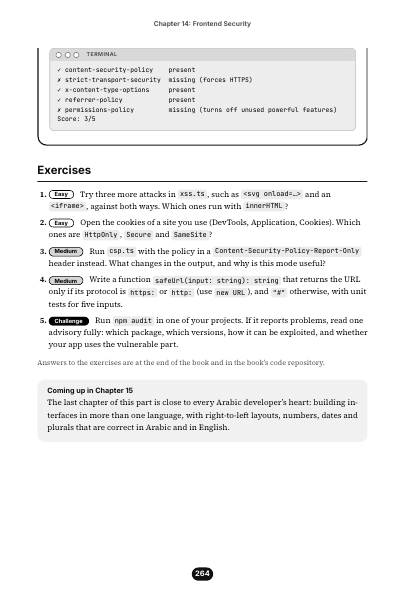 Chapter 14: Frontend Security
TERMINAL
✓ content-security-policy present
✗ strict-transport-security missing (forces HTTPS)
✓ x-content-type-options present
✓ referrer-policy present
✗ permissions-policy missing (turns off unused powerful features)
Score: 3/5
Exercises
1. Easy Try three more attacks in xss.ts, such as <svg onload=…> and an
<iframe>, against both ways. Which ones run with innerHTML?
2. Easy Open the cookies of a site you use (DevTools, Application, Cookies). Which
ones are HttpOnly, Secure and SameSite?
3. Medium Run csp.ts with the policy in a Content-Security-Policy-Report-Only
header instead. What changes in the output, and why is this mode useful?
4. Medium Write a function safeUrl(input: string): string that returns the URL
only if its protocol is https: or http: (use new URL), and "#" otherwise, with unit
tests for five inputs.
5. Challenge Run npm audit in one of your projects. If it reports problems, read one
advisory fully: which package, which versions, how it can be exploited, and whether
your app uses the vulnerable part.
Answers to the exercises are at the end of the book and in the book's code repository.
Coming up in Chapter 15
The last chapter of this part is close to every Arabic developer's heart: building in-
terfaces in more than one language, with right-to-left layouts, numbers, dates and
plurals that are correct in Arabic and in English.
264